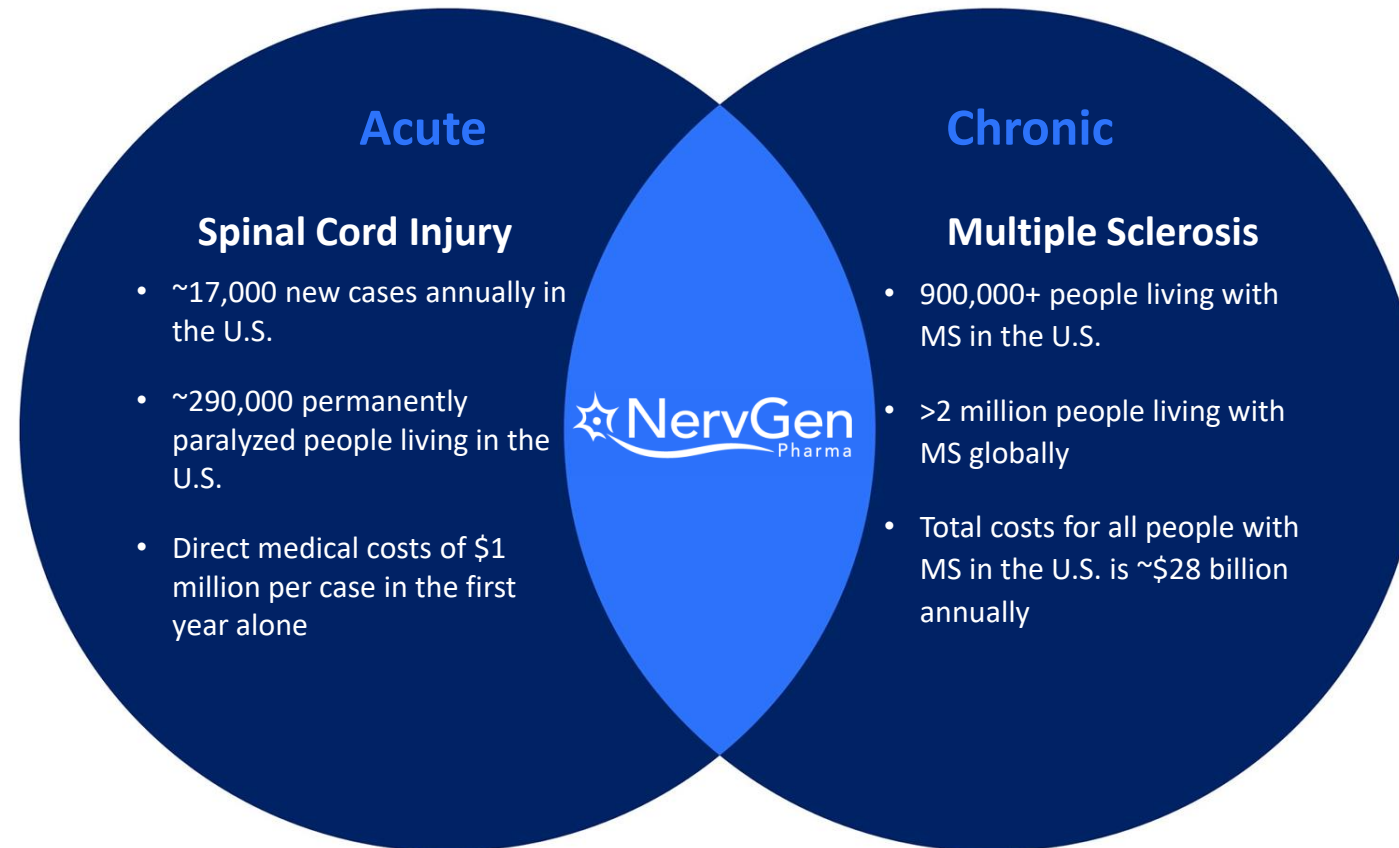 Acute
Spinal Cord Injury
• ~17,000 new cases annually in
the U.S.
• ~290,000 permanently
paralyzed people living in the
U.S.
• Direct medical costs of $1
million per case in the first
year alone
NervGen
Pharma
Chronic
Multiple Sclerosis
• 900,000+ people living with
MS in the U.S.
• >2 million people living with
MS globally
• Total costs for all people with
MS in the U.S. is ~$28 billion
annually